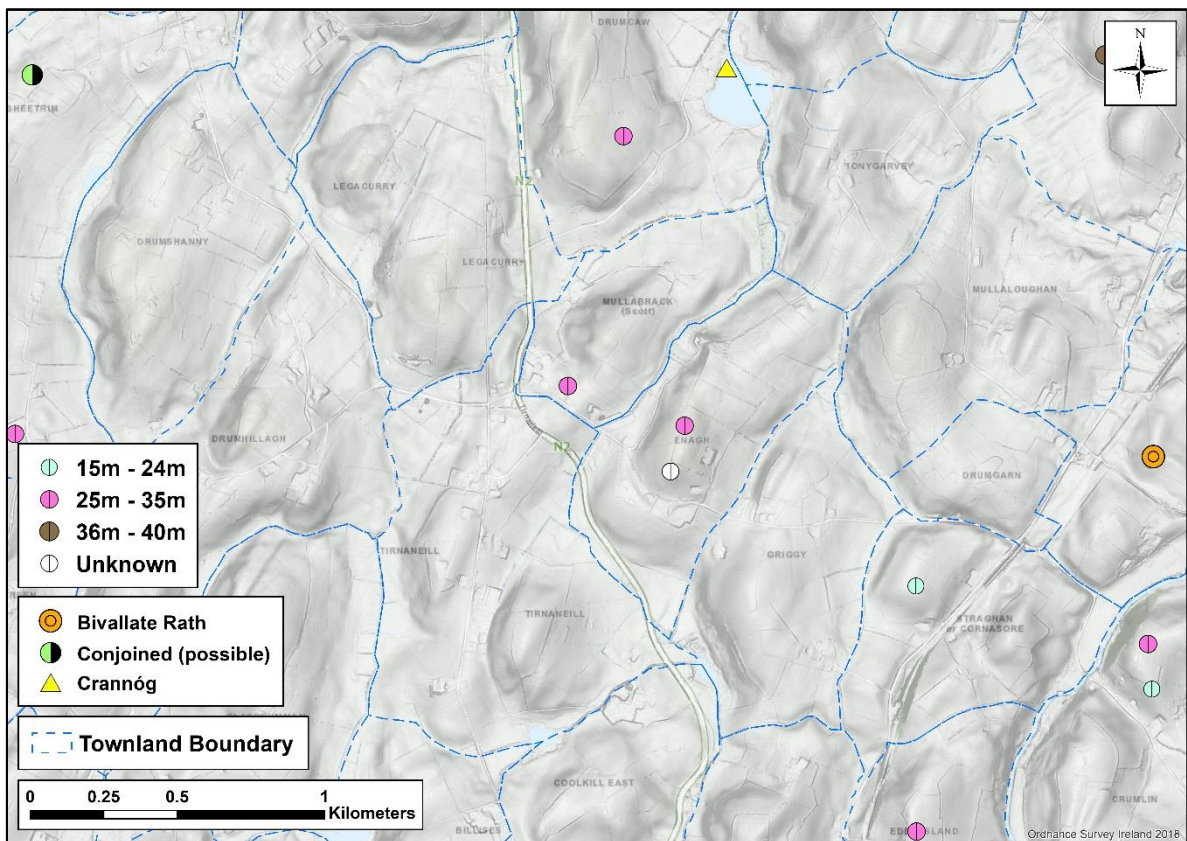 DRUMCAW
N
SHEETRIM
TONYGARVEY
LEGACURRY
N2
DRUMSHANNY
LEGACURRY
MULLALOUGHAN
MULLABRACK
(Scott)
DRUMHILLAGH
N2
ENAGH
DRUMGARN
15m - 24m
25m - 35m
36m - 40m
Unknown
TIRNANEILL
GRIGGY
TIRNANEILL
STRAGHAN
or CORNASORE
Bivallate Rath
Conjoined (possible)
Crannóg
Townland Boundary
COOLKILL EAST
0 0.25 0.5 1
Kilometers
CRUMLIN
BILLISES
Ordnance Survey Ireland 2018